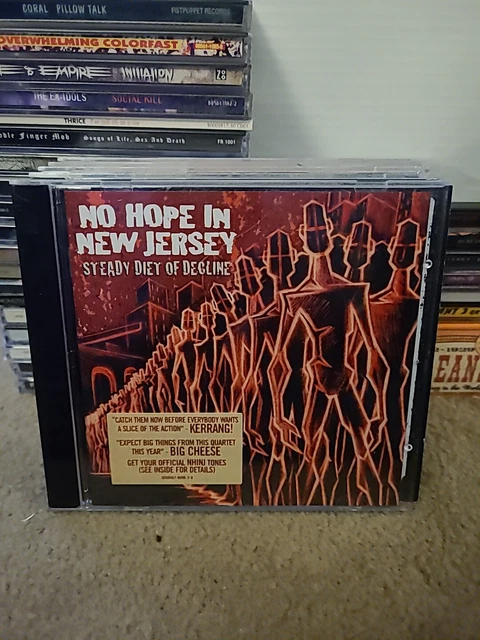 CORAL PILLOW TALK FISTPUPPET RECORDS
OVERWHELMING COLORFAST
EMPIRE INITIATION
THE EX-IDOLS SOCIAL KILL
THRICE
Finger Mob Songs of Life, Sex And Death FR 1001
NO HOPE IN
NEW JERSEY
STEADY DIET OF DECLINE
"CATCH THEM NOW BEFORE EVERYBODY WANTS
A SLICE OF THE ACTION" - KERRANG!
"EXPECT BIG THINGS FROM THIS QUARTET
THIS YEAR" - BIG CHEESE
GET YOUR OFFICIAL NHINJ TONES
(SEE INSIDE FOR DETAILS)